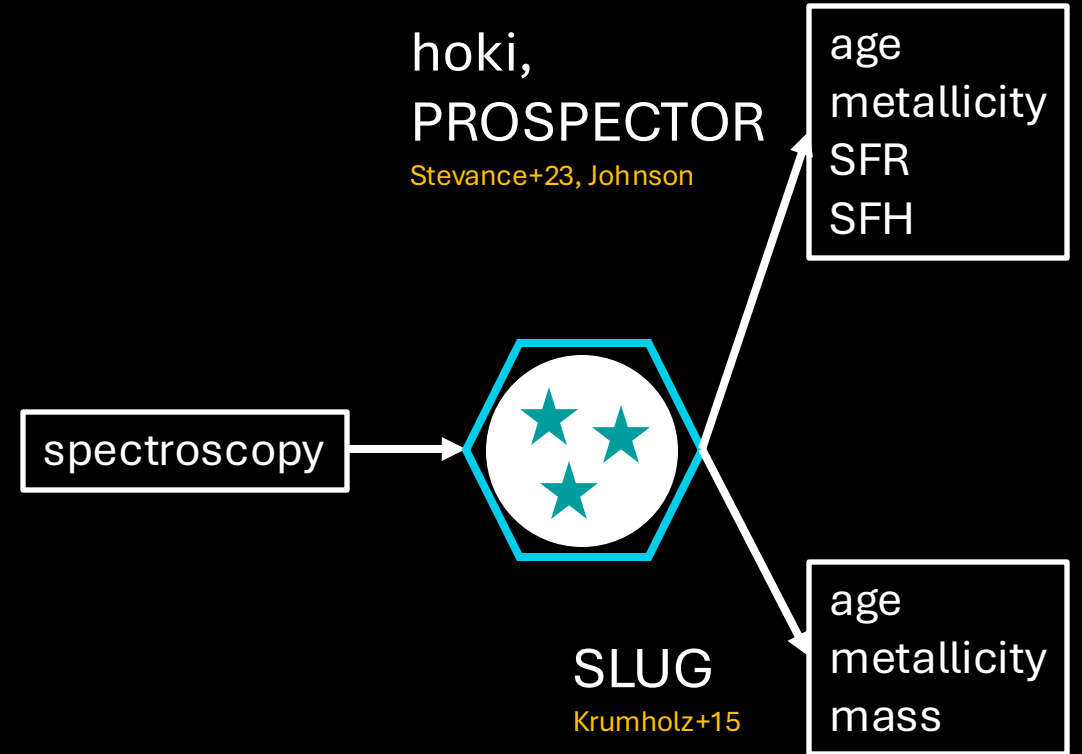 hoki,
PROSPECTOR
Stevance+23, Johnson
age
metallicity
SFR
SFH
spectroscopy
SLUG
Krumholz+15
age
metallicity
mass